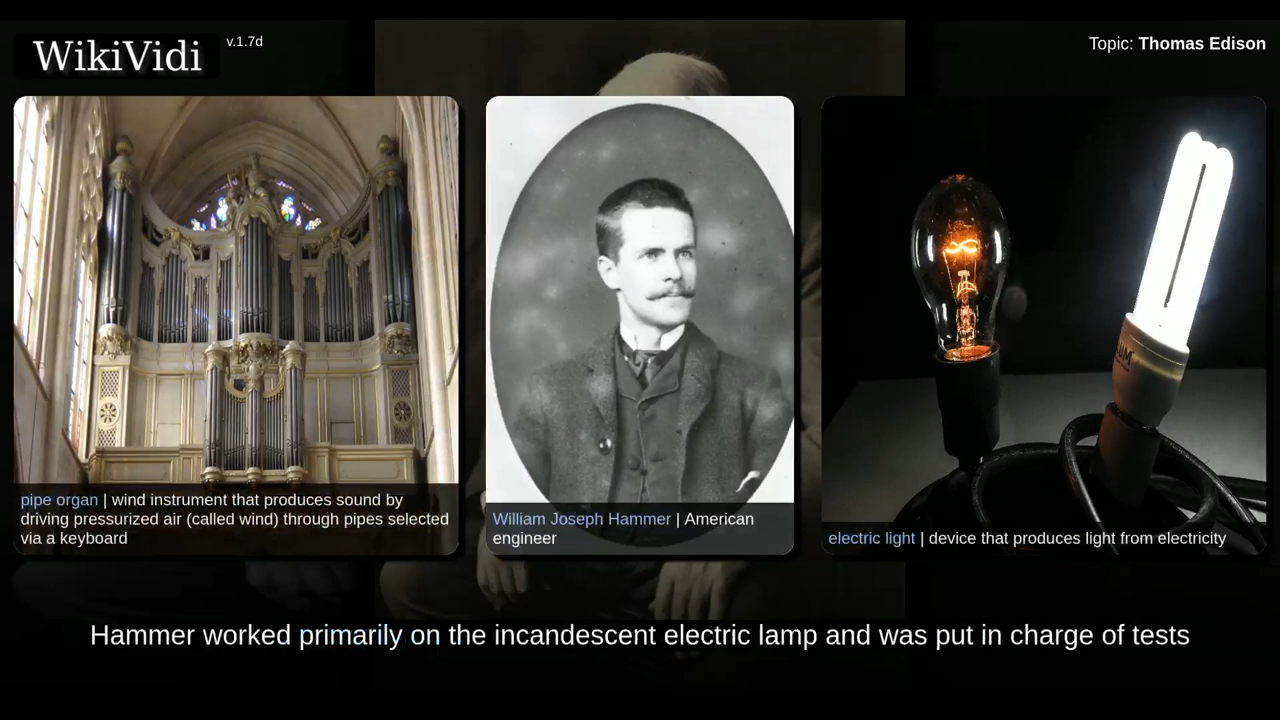 WikiVidi v.1.7d
Topic: Thomas Edison
pipe organ | wind instrument that produces sound by
driving pressurized air (called wind) through pipes selected
via a keyboard
William Joseph Hammer | American
engineer
electric light | device that produces light from electricity
Hammer worked primarily on the incandescent electric lamp and was put in charge of tests